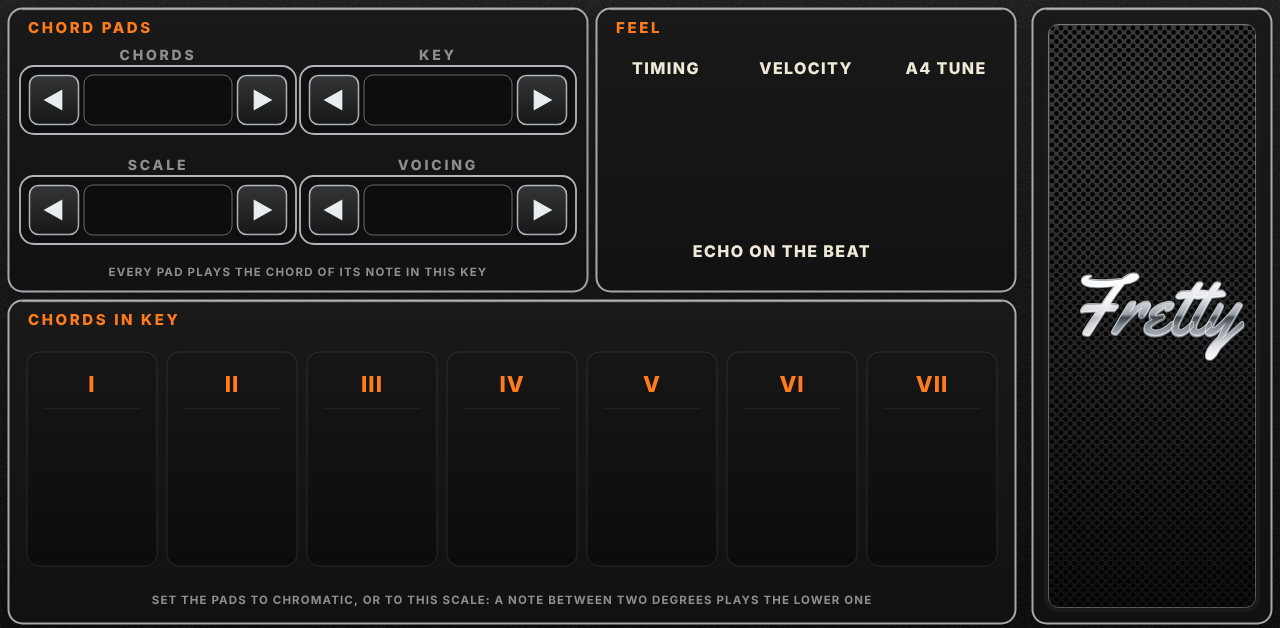 CHORD PADS
CHORDS
KEY
SCALE
VOICING
EVERY PAD PLAYS THE CHORD OF ITS NOTE IN THIS KEY
FEEL
TIMING
VELOCITY
A4 TUNE
ECHO ON THE BEAT
CHORDS IN KEY
I
II
III
IV
V
VI
VII
SET THE PADS TO CHROMATIC, OR TO THIS SCALE: A NOTE BETWEEN TWO DEGREES PLAYS THE LOWER ONE
Fretty